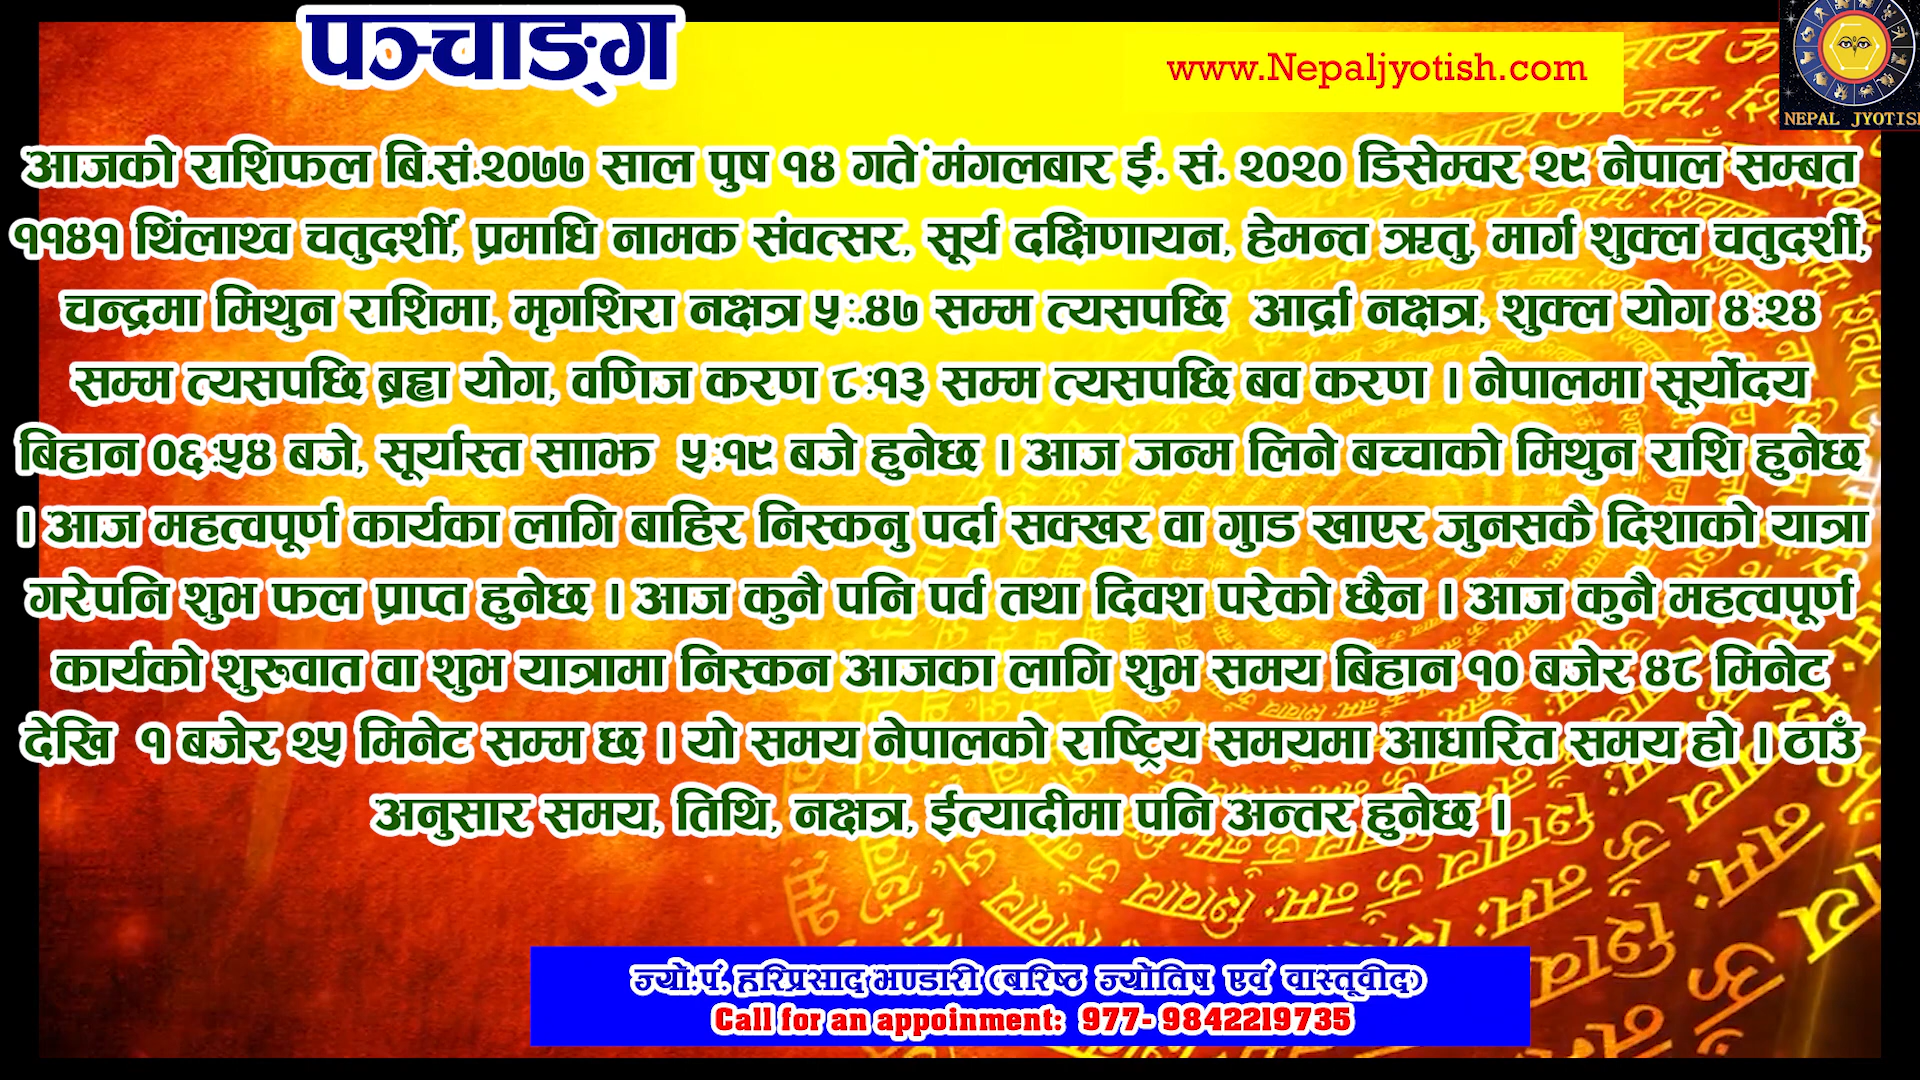 पञ्चाङ्ग
www.Nepaljyotish.com
NEPAL JYOTISH
आजको राशिफल बि.सं.२०७७ साल पुष १४ गते मंगलबार ई. सं. २०२० डिसेम्वर २९ नेपाल सम्बत
११४१ थिंलाथ्व चतुदर्शी, प्रमाधि नामक संवत्सर, सूर्य दक्षिणायन, हेमन्त ऋतु, मार्ग शुक्ल चतुदर्शी,
चन्द्रमा मिथुन राशिमा, मृगशिरा नक्षत्र ५:.४७ सम्म त्यसपछि आर्द्रा नक्षत्र, शुक्ल योग ४:२४
सम्म त्यसपछि ब्रह्मा योग, वणिज करण ८:१३ सम्म त्यसपछि बव करण । नेपालमा सूर्योदय
बिहान ०६:५४ बजे, सूर्यास्त सााझ ५:१९ बजे हुनेछ । आज जन्म लिने बच्चाको मिथुन राशि हुनेछ
। आज महत्वपूर्ण कार्यका लागि बाहिर निस्कनु पर्दा सक्खर वा गुाड खाएर जुनसकै दिशाको यात्रा
गरेपनि शुभ फल प्राप्त हुनेछ । आज कुनै पनि पर्व तथा दिवश परेको छैन । आज कुनै महत्वपूर्ण
कार्यको शुरुवात वा शुभ यात्रामा निस्कन आजका लागि शुभ समय बिहान १० बजेर ४८ मिनेट
देखि १ बजेर २५ मिनेट सम्म छ । यो समय नेपालको राष्ट्रिय समयमा आधारित समय हो । ठाउँ
अनुसार समय, तिथि, नक्षत्र, ईत्यादीमा पनि अन्तर हुनेछ ।
ज्यो.पं. हरिप्रसाद भण्डारी (बरिष्ठ ज्योतिष एवं वास्तूवीद)
Call for an appoinment: 977- 9842219735